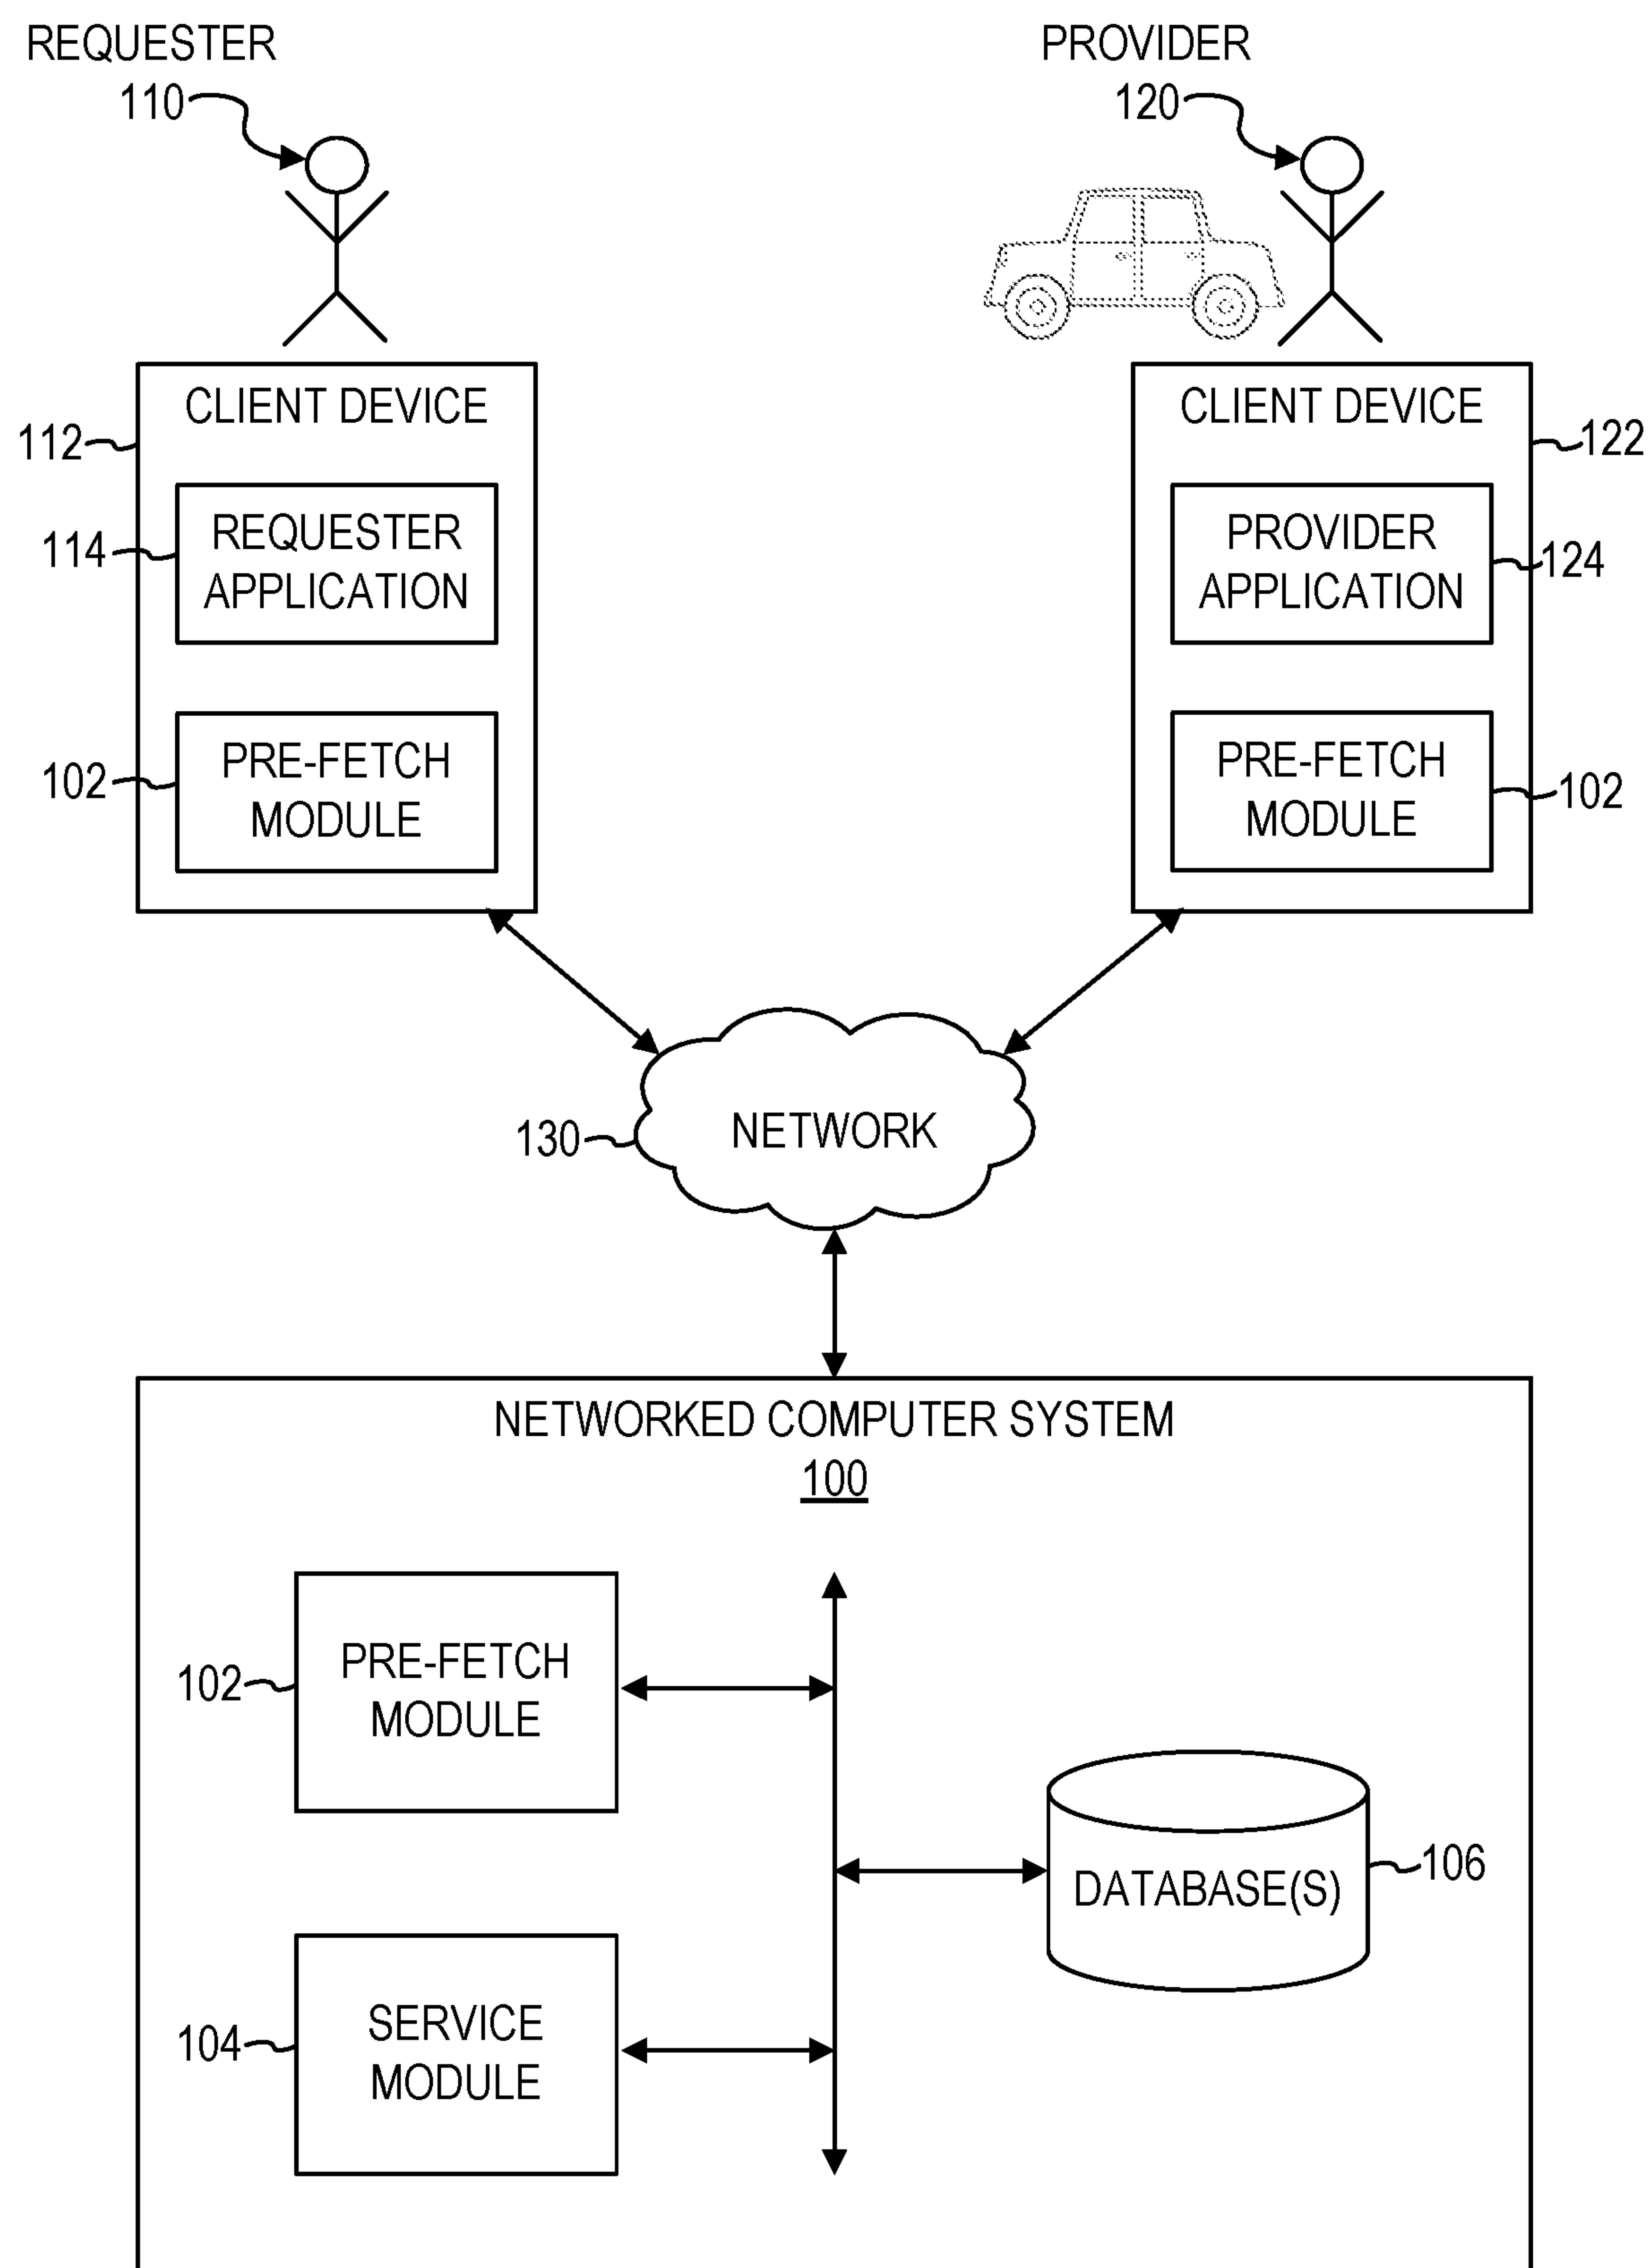 REQUESTER
110
PROVIDER
120
CLIENT DEVICE
112
REQUESTER
APPLICATION
114
PRE-FETCH
MODULE
102
CLIENT DEVICE
122
PROVIDER
APPLICATION
124
PRE-FETCH
MODULE
102
NETWORK
130
NETWORKED COMPUTER SYSTEM
100
PRE-FETCH
MODULE
102
DATABASE(S)
106
SERVICE
MODULE
104